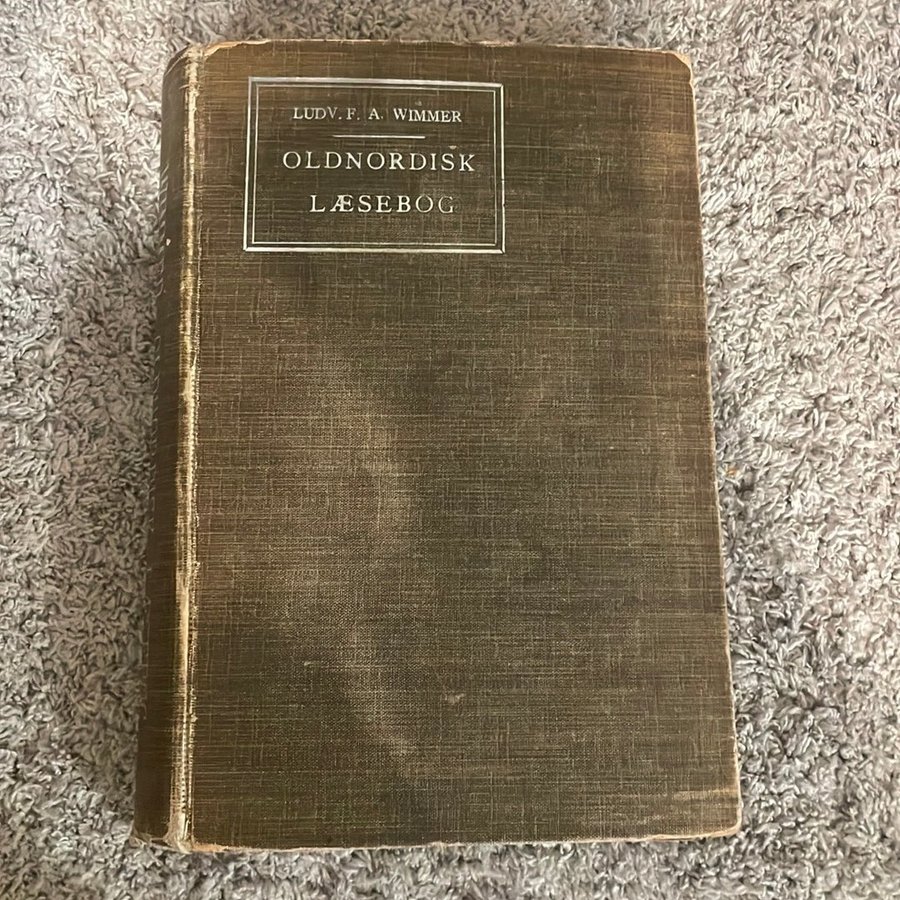 LUDV. F. A. WIMMER
OLDNORDISK
LÆSEBOG